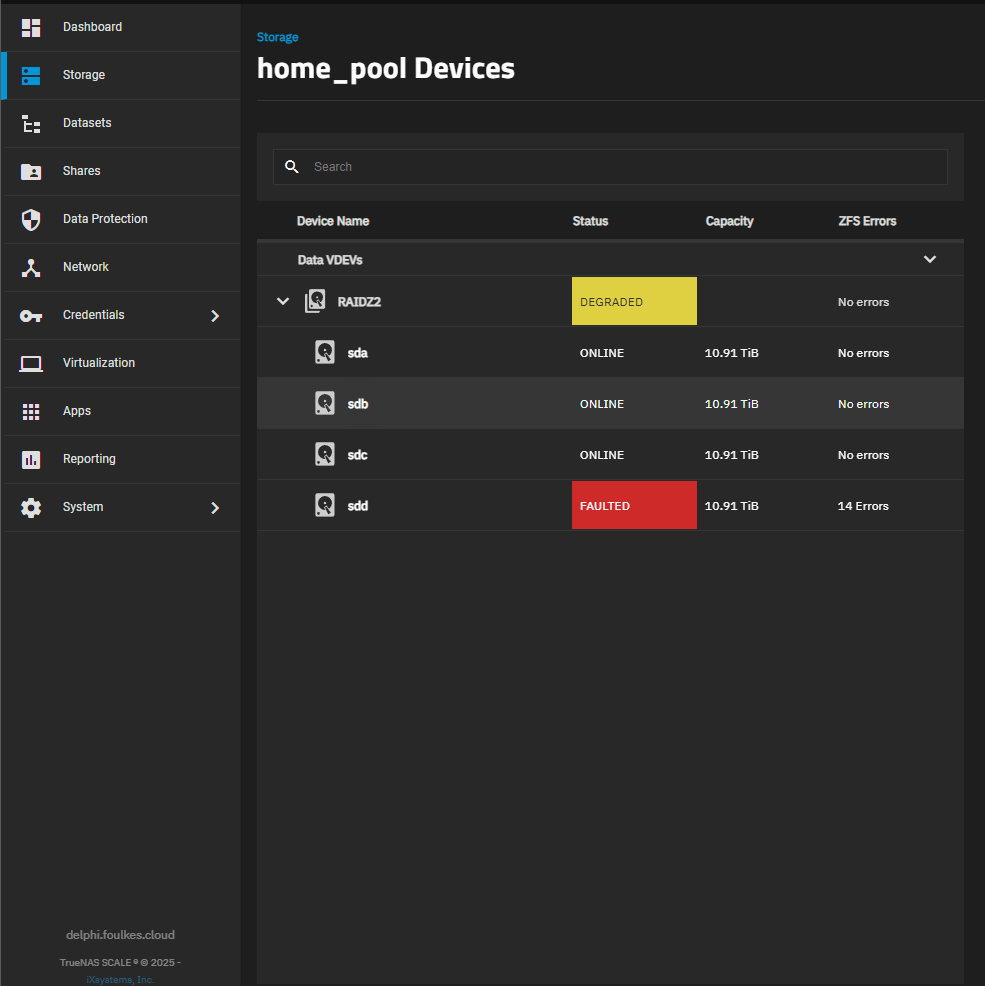 Dashboard
Storage
Datasets
Shares
Data Protection
Network
Credentials
Virtualization
Apps
Reporting
System
delphi.foulkes.cloud
TrueNAS SCALE ® © 2025 -
iXsystems, Inc.
Storage
home_pool Devices
Search
Device Name Status Capacity ZFS Errors
Data VDEVs
RAIDZ2 DEGRADED No errors
sda ONLINE 10.91 TiB No errors
sdb ONLINE 10.91 TiB No errors
sdc ONLINE 10.91 TiB No errors
sdd FAULTED 10.91 TiB 14 Errors